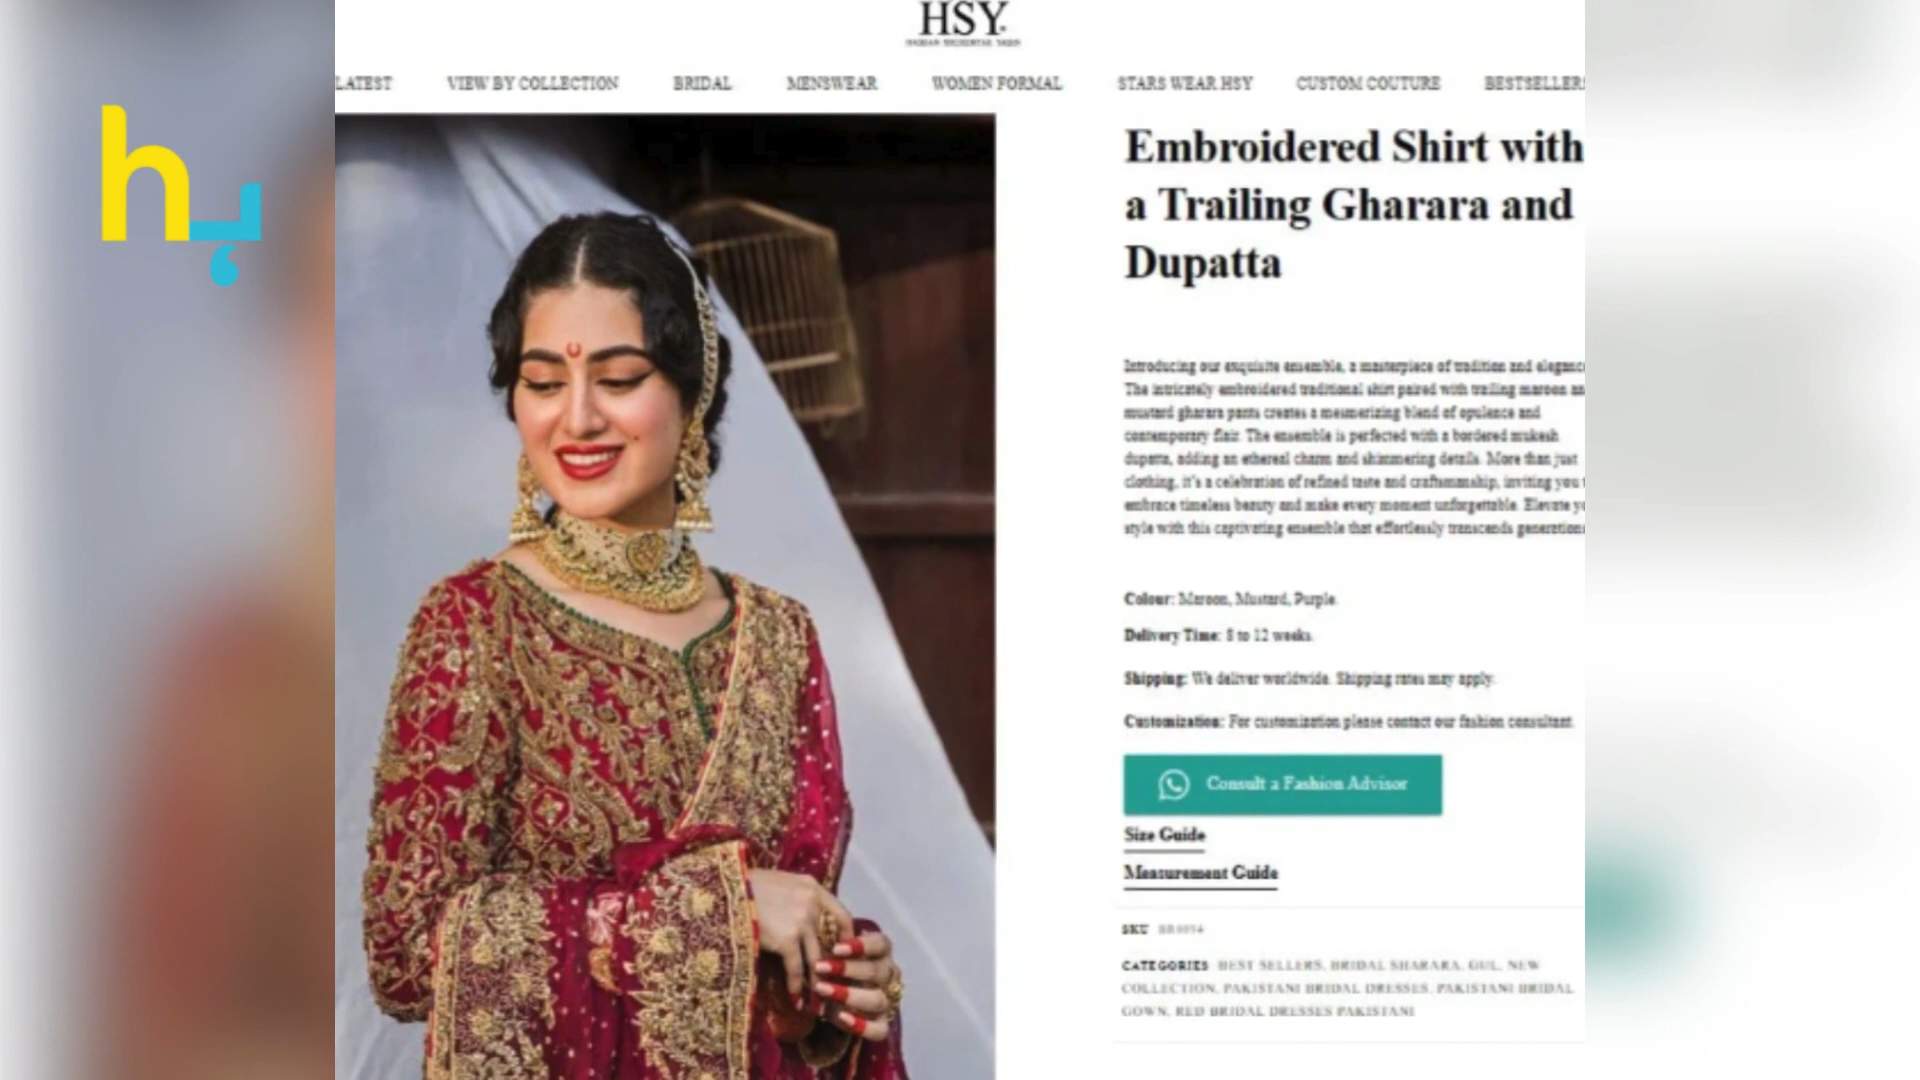 HSY
LATEST VIEW BY COLLECTION BRIDAL MENSWEAR WOMEN FORMAL STARS WEAR HSY CUSTOM COUTURE BESTSELLERS
h
Embroidered Shirt with
a Trailing Gharara and
Dupatta
Introducing our exquisite ensemble, a masterpiece of tradition and elegance
The intricately embroidered traditional shirt paired with trailing maroon an
mustard gharara pants creates a mesmerizing blend of opulence and
contemporary flair. The ensemble is perfected with a bordered mukesh
dupatta, adding an ethereal charm and shimmering details. More than just
clothing, it's a celebration of refined taste and craftsmanship, inviting you
embrace timeless beauty and make every moment unforgettable. Elevate yo
style with this captivating ensemble that effortlessly transcends generations
Colour: Maroon, Mustard, Purple.
Delivery Time: 8 to 12 weeks.
Shipping: We deliver worldwide. Shipping rates may apply.
Customization: For customization please contact our fashion consultant.
Consult a Fashion Advisor
Size Guide
Measurement Guide
SKU
CATEGORIES BEST SELLERS, BRIDAL SHARARA, GUL, NEW
COLLECTION, PAKISTANI BRIDAL DRESSES, PAKISTANI BRIDAL
GOWN, RED BRIDAL DRESSES PAKISTANI